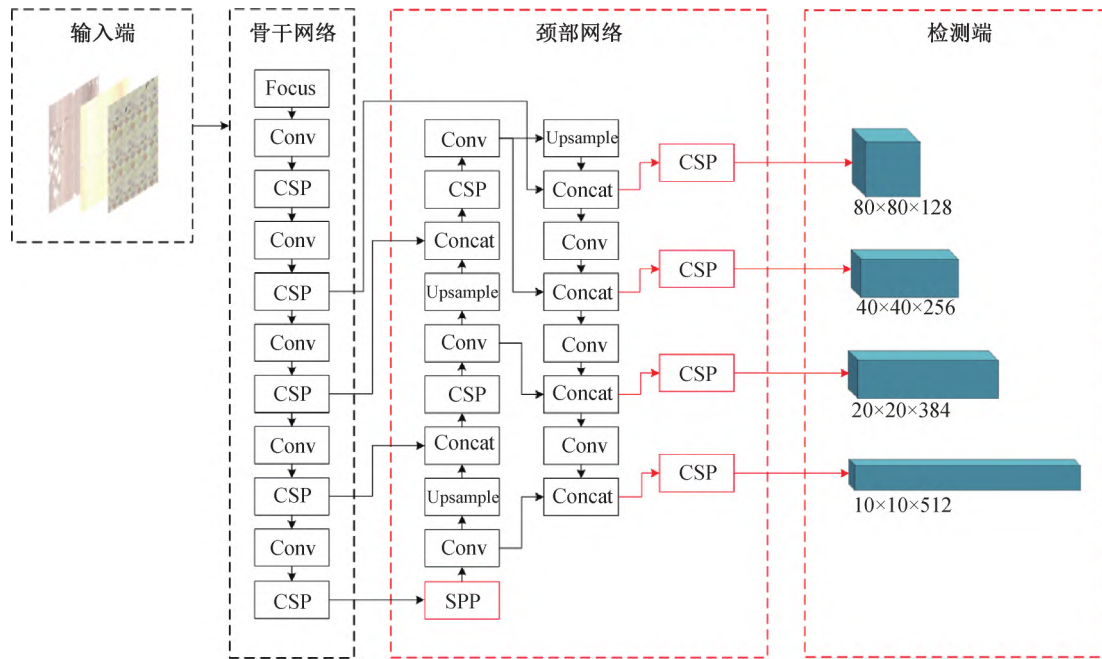 输入端
骨干网络
颈部网络
检测端
Focus
Conv
CSP
Conv
CSP
Conv
CSP
Conv
CSP
Conv
CSP
Conv
CSP
Concat
Upsample
Conv
CSP
Concat
Upsample
Conv
SPP
Upsample
Concat
Conv
Concat
Conv
Concat
Conv
Concat
CSP
CSP
CSP
CSP
80×80×128
40×40×256
20×20×384
10×10×512